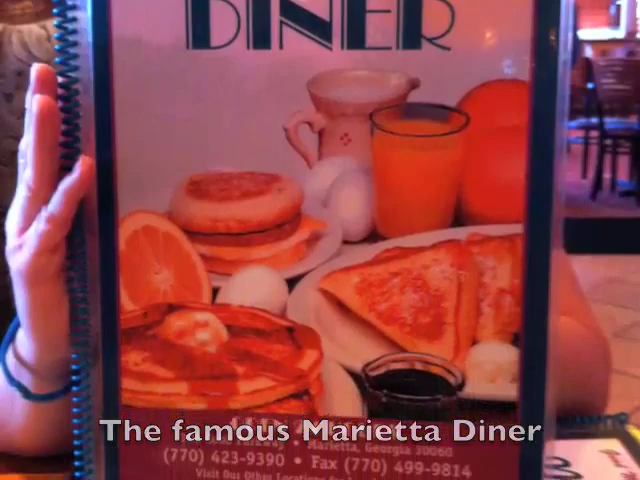 DINER
The famous Marietta Diner
Marietta, Georgia 30060
(770) 423-9390 • Fax (770) 499-9814
Visit Our Other Locations